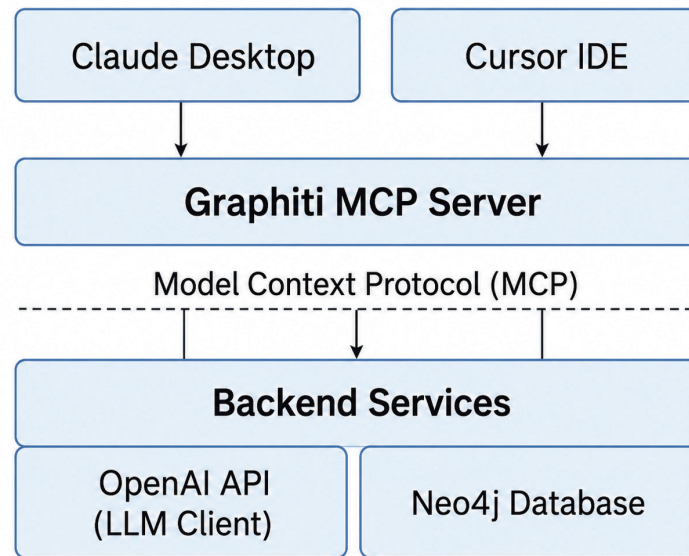 Claude Desktop
Cursor IDE
Graphiti MCP Server
Model Context Protocol (MCP)
Backend Services
OpenAI API
(LLM Client)
Neo4j Database